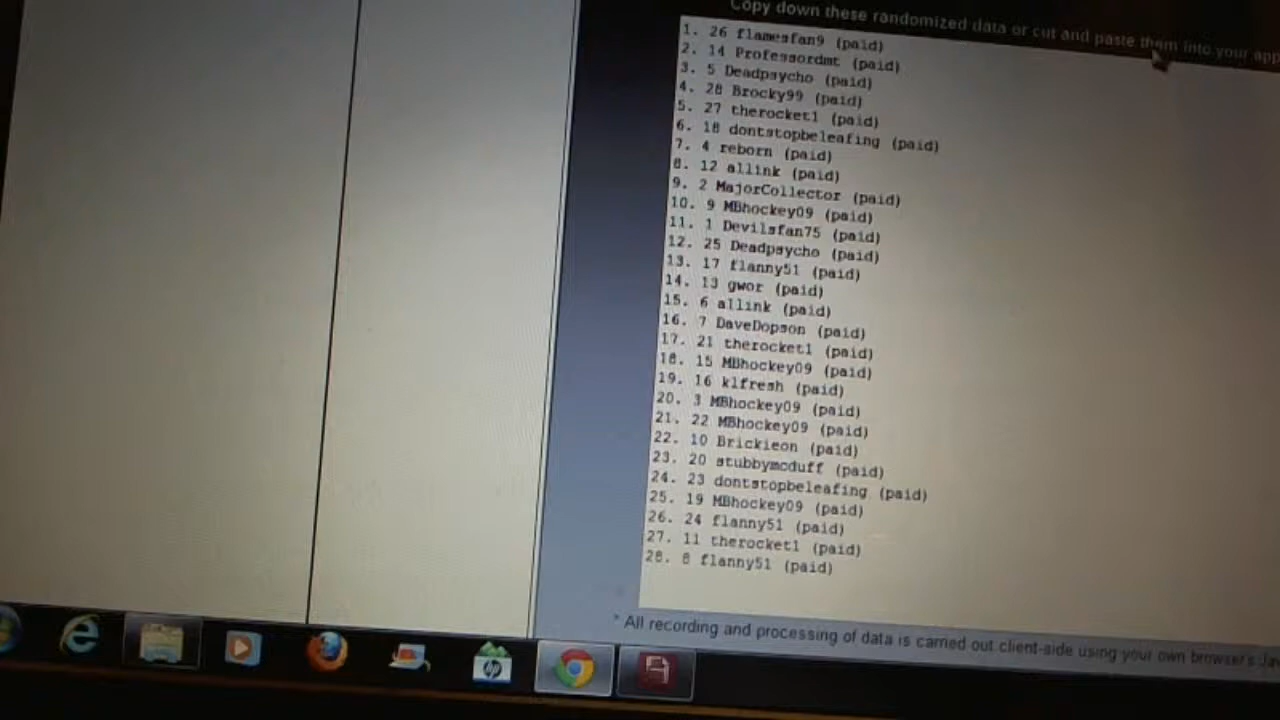 Copy down these randomized data or cut and paste them into your app
1. 26 flamesfan9 (paid)
2. 14 Professordmt (paid)
3. 5 Deadpsycho (paid)
4. 28 Brocky99 (paid)
5. 27 therocket1 (paid)
6. 18 dontstopbeleafing (paid)
7. 4 reborn (paid)
8. 12 allink (paid)
9. 2 MajorCollector (paid)
10. 9 MBhockey09 (paid)
11. 1 Devilsfan75 (paid)
12. 25 Deadpsycho (paid)
13. 17 flanny51 (paid)
14. 13 gwor (paid)
15. 6 allink (paid)
16. 7 DaveDopson (paid)
17. 21 therocket1 (paid)
18. 15 MBhockey09 (paid)
19. 16 klfresh (paid)
20. 3 MBhockey09 (paid)
21. 22 MBhockey09 (paid)
22. 10 Brickieon (paid)
23. 20 stubbymcduff (paid)
24. 23 dontstopbeleafing (paid)
25. 19 MBhockey09 (paid)
26. 24 flanny51 (paid)
27. 11 therocket1 (paid)
28. 8 flanny51 (paid)
* All recording and processing of data is carried out client-side using your own browser's Jav
hp